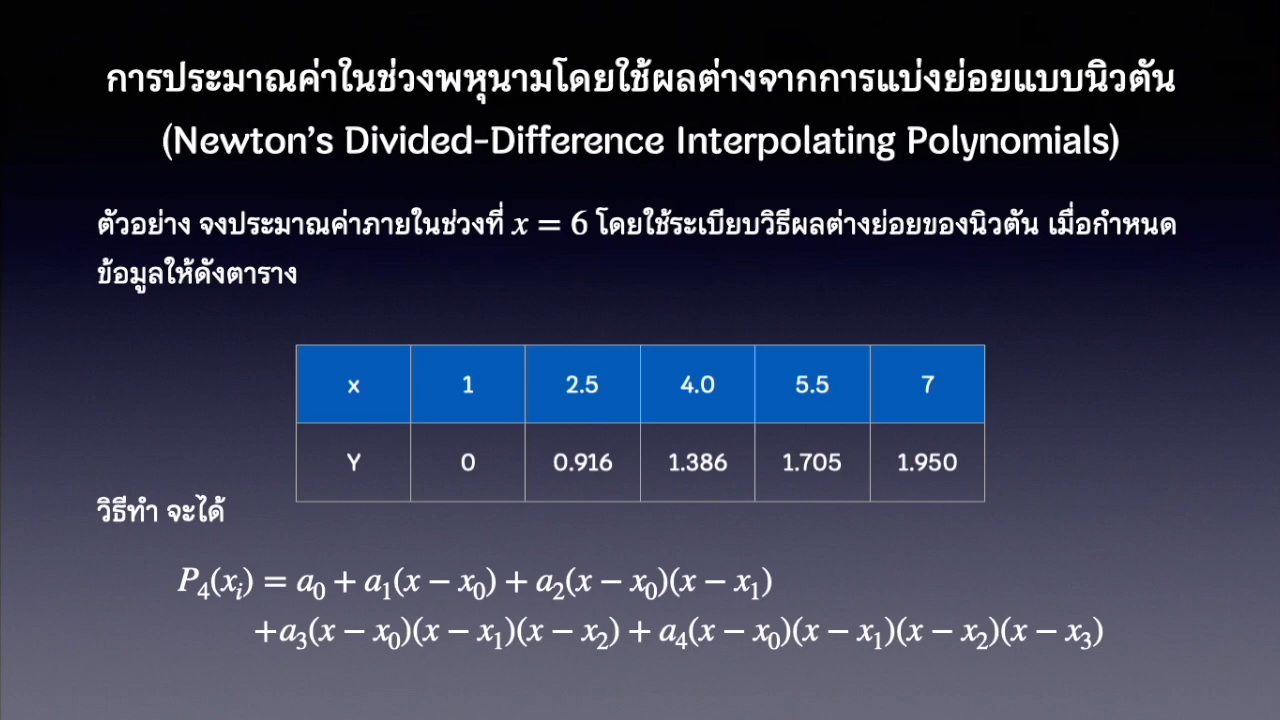 การประมาณค่าในช่วงพหุนามโดยใช้ผลต่างจากการแบ่งย่อยแบบนิวตัน
(Newton’s Divided-Difference Interpolating Polynomials)
ตัวอย่าง จงประมาณค่าภายในช่วงที่ x = 6 โดยใช้ระเบียบวิธีผลต่างย่อยของนิวตัน เมื่อกำหนด
ข้อมูลให้ดังตาราง
x 1 2.5 4.0 5.5 7
Y 0 0.916 1.386 1.705 1.950
วิธีทำ จะได้
P₄(xᵢ) = a₀ + a₁(x − x₀) + a₂(x − x₀)(x − x₁)
+a₃(x − x₀)(x − x₁)(x − x₂) + a₄(x − x₀)(x − x₁)(x − x₂)(x − x₃)